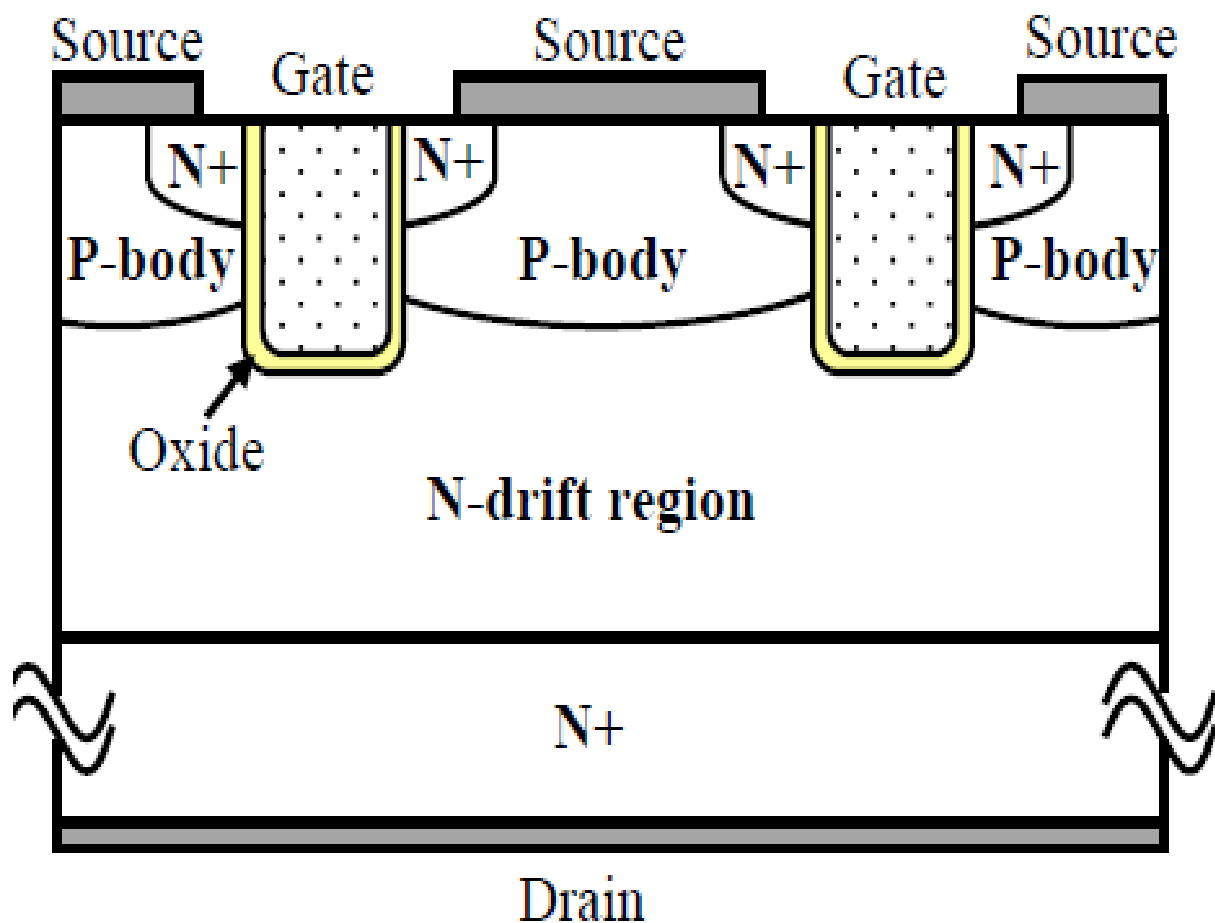 Source
Gate
Source
Gate
Source
N+
N+
N+
N+
P-body
P-body
P-body
Oxide
N-drift region
N+
Drain